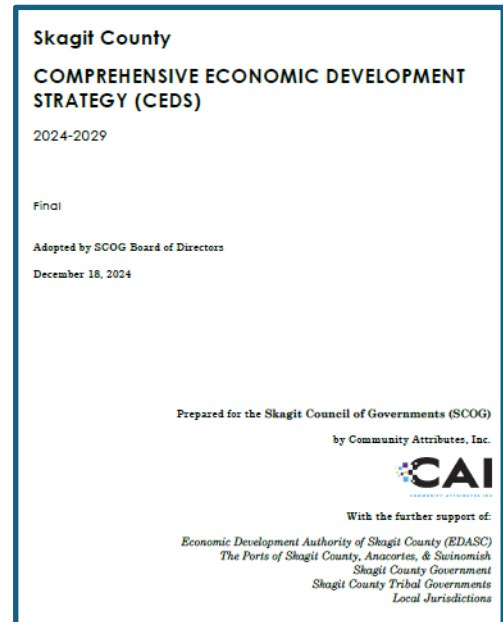 Skagit County
COMPREHENSIVE ECONOMIC DEVELOPMENT
STRATEGY (CEDS)
2024-2029
Final
Adopted by SCOG Board of Directors
December 18, 2024
Prepared for the Skagit Council of Governments (SCOG)
by Community Attributes, Inc.
CAI
COMMUNITY ATTRIBUTES INC
With the further support of:
Economic Development Authority of Skagit County (EDASC)
The Ports of Skagit County, Anacortes, & Swinomish
Skagit County Government
Skagit County Tribal Governments
Local Jurisdictions